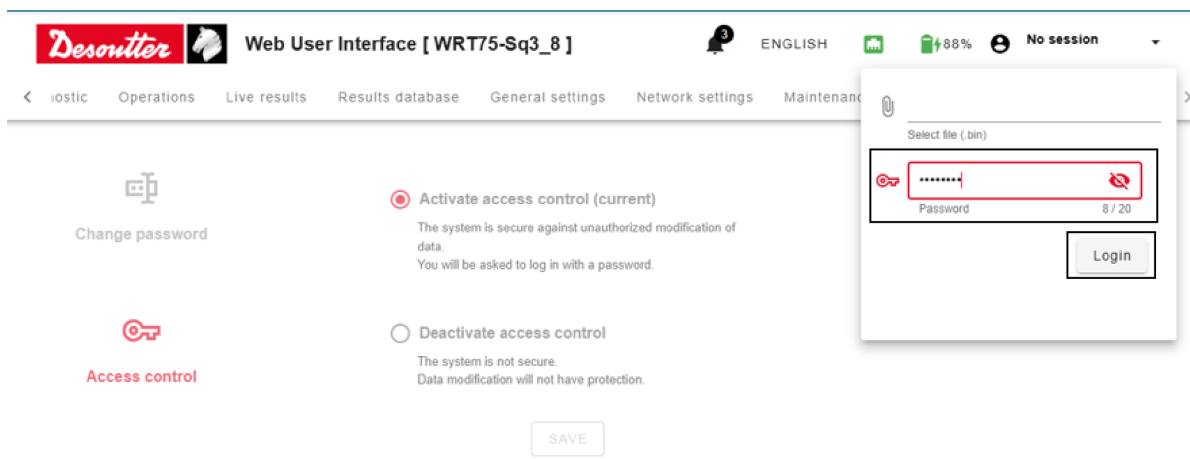 Desoutter
Web User Interface [ WRT75-Sq3_8 ]
3
ENGLISH
88%
No session
Operations
Live results
Results database
General settings
Network settings
Select file (.bin)
••••••••
Password
8 / 20
Login
Change password
Activate access control (current)
The system is secure against unauthorized modification of
data.
You will be asked to log in with a password.
Access control
Deactivate access control
The system is not secure.
Data modification will not have protection.
SAVE